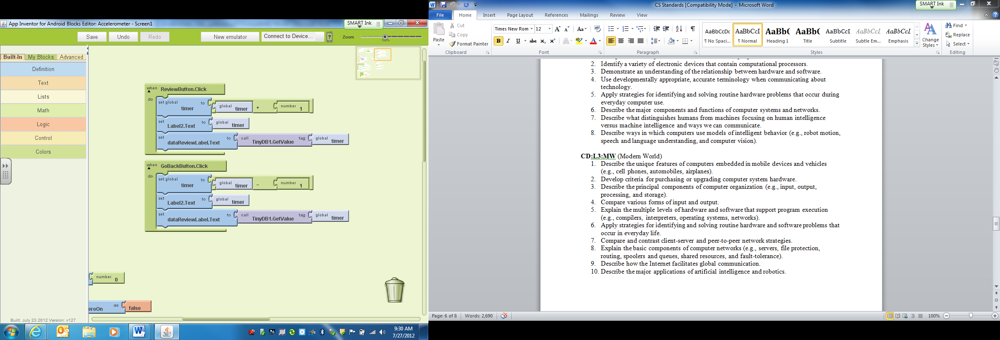 App Inventor for Android Blocks Editor: Accelerometer - Screen1
SMART Ink
Save Undo Redo New emulator Connect to Device... Zoom 100%
Built-In My Blocks Advanced
Definition
Text
Lists
Math
Logic
Control
Colors
when ReviewButton.Click
do
set global timer to global timer + number 1
set Label2.Text to global timer
set dataReviewLabel.Text to call TinyDB1.GetValue tag global timer
when GoBackButton.Click
do
set global timer to global timer - number 1
set Label2.Text to global timer
set dataReviewLabel.Text to call TinyDB1.GetValue tag global timer
number 0
eroOn as false
Built: July 23 2012 Version: v127
9:30 AM
7/27/2012
CS Standards [Compatibility Mode] - Microsoft Word
SMART Ink
File Home Insert Page Layout References Mailings Review View
Paste
Cut
Copy
Format Painter
Clipboard
Times New Rom 12
Font
Paragraph
AaBbCcDc AaBbCcI AaBbC AaBbC AaBbCcI AaBbCcI AaBbCcI
¶ No Spaci... ¶ Normal Heading 1 Title Subtitle Subtle Em... Emphasis
Change Styles
Styles
Find
Replace
Select
Editing
2. Identify a variety of electronic devices that contain computational processors.
3. Demonstrate an understanding of the relationship between hardware and software.
4. Use developmentally appropriate, accurate terminology when communicating about
technology.
5. Apply strategies for identifying and solving routine hardware problems that occur during
everyday computer use.
6. Describe the major components and functions of computer systems and networks.
7. Describe what distinguishes humans from machines focusing on human intelligence
versus machine intelligence and ways we can communicate.
8. Describe ways in which computers use models of intelligent behavior (e.g., robot motion,
speech and language understanding, and computer vision).
CD:L3:MW (Modern World)
1. Describe the unique features of computers embedded in mobile devices and vehicles
(e.g., cell phones, automobiles, airplanes).
2. Develop criteria for purchasing or upgrading computer system hardware.
3. Describe the principal components of computer organization (e.g., input, output,
processing, and storage).
4. Compare various forms of input and output.
5. Explain the multiple levels of hardware and software that support program execution
(e.g., compilers, interpreters, operating systems, networks).
6. Apply strategies for identifying and solving routine hardware and software problems that
occur in everyday life.
7. Compare and contrast client-server and peer-to-peer network strategies.
8. Explain the basic components of computer networks (e.g., servers, file protection,
routing, spoolers and queues, shared resources, and fault-tolerance).
9. Describe how the Internet facilitates global communication.
10. Describe the major applications of artificial intelligence and robotics.
Page: 6 of 8 Words: 2,690 100%